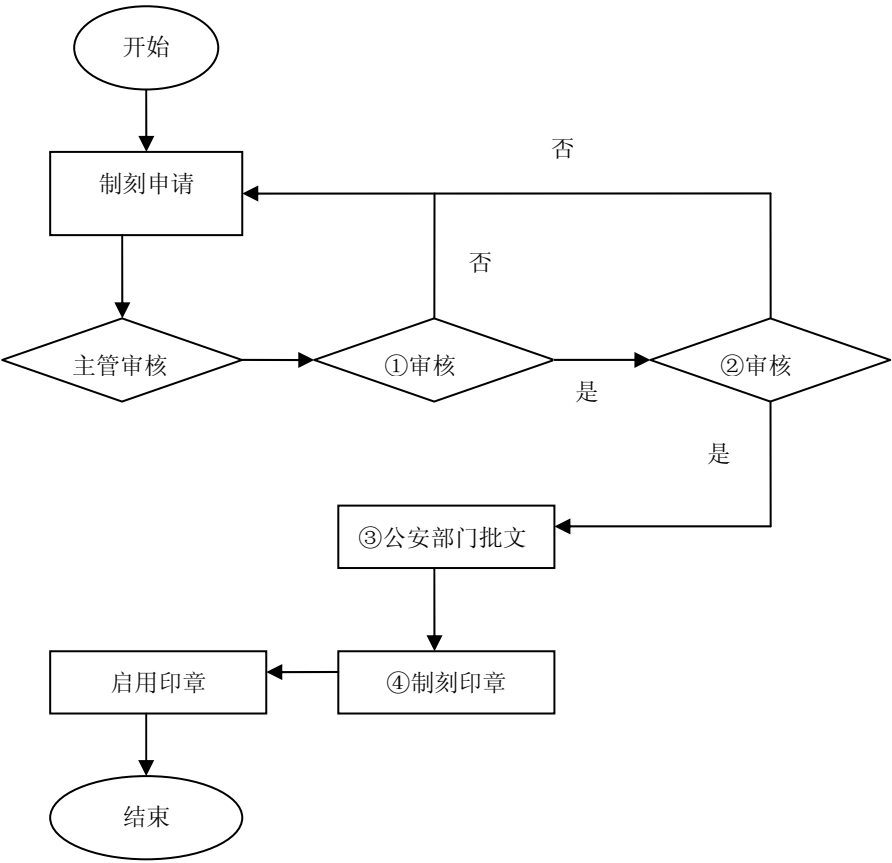 开始
否
制刻申请
否
主管审核
①审核
②审核
是
是
③公安部门批文
启用印章
④制刻印章
结束